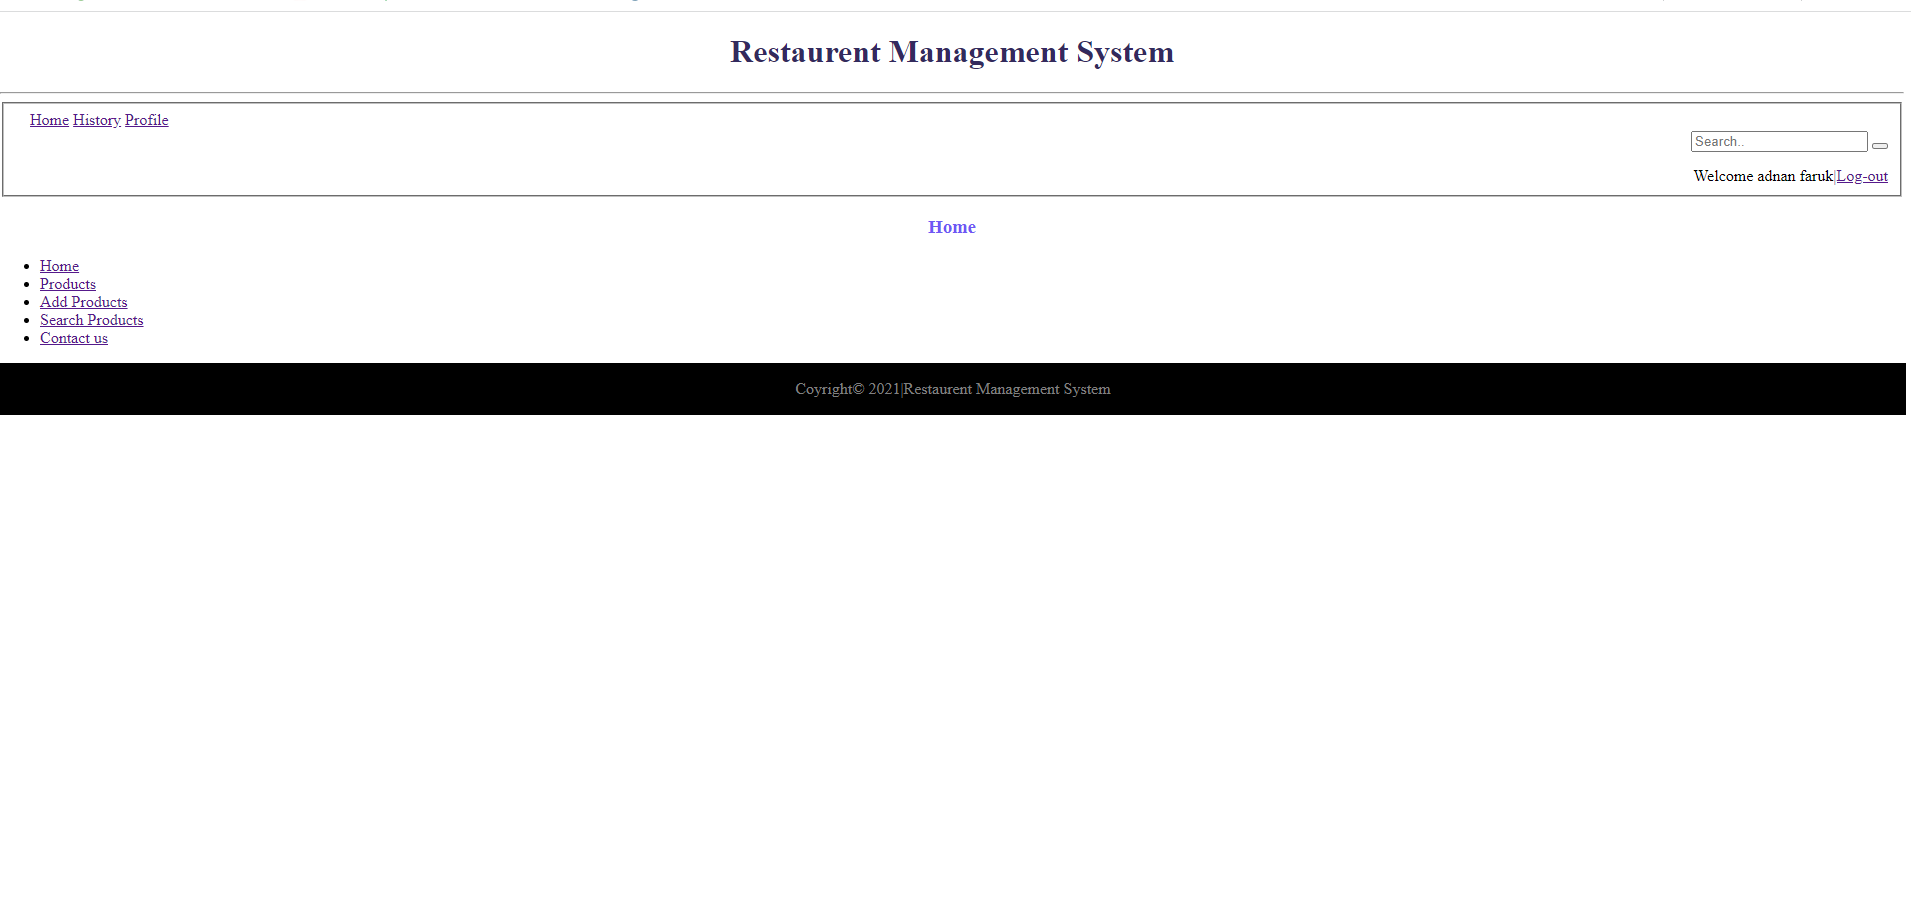 Restaurent Management System
Home History Profile
Search..
Welcome adnan faruk|Log-out
Home
Home
Products
Add Products
Search Products
Contact us
Coyright© 2021|Restaurent Management System